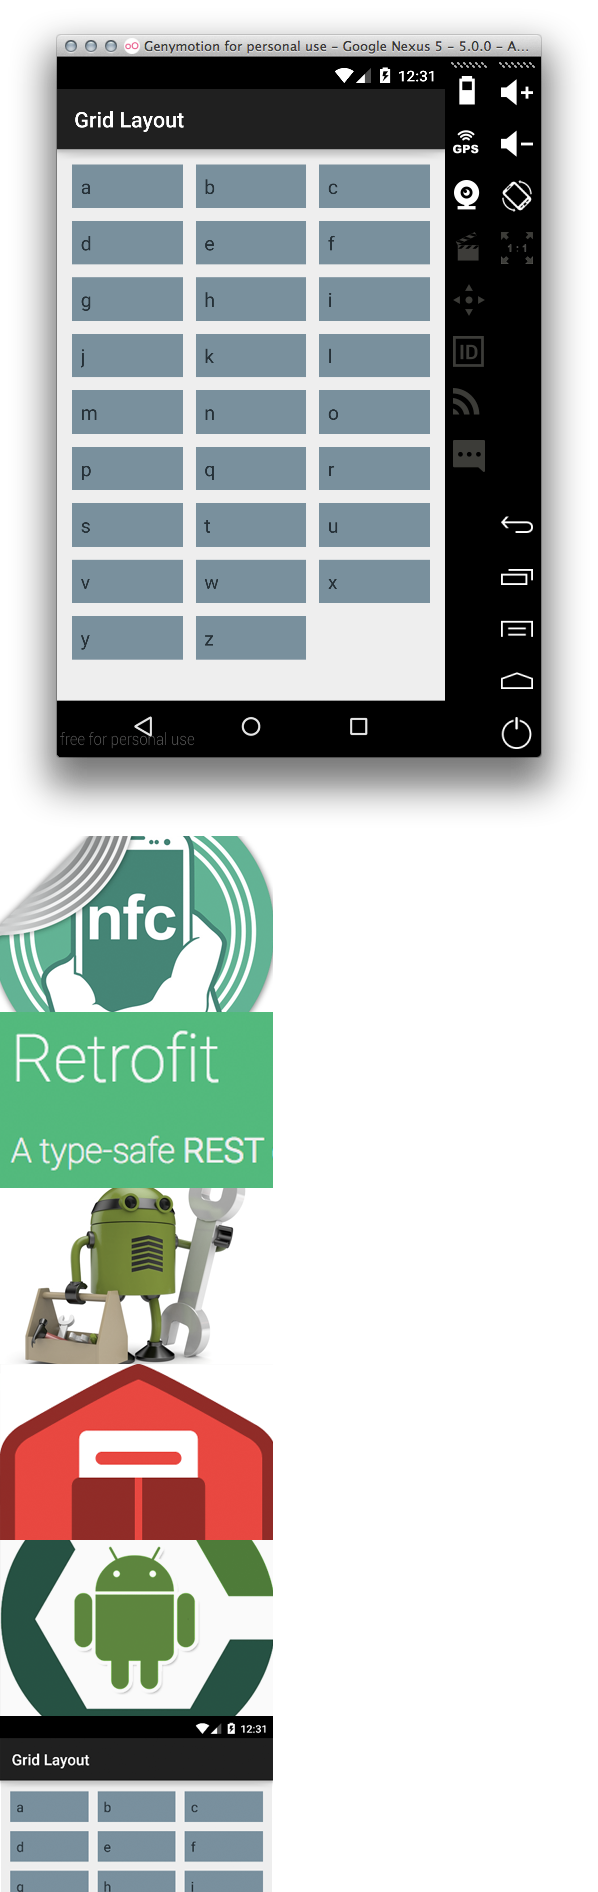 Genymotion for personal use – Google Nexus 5 – 5.0.0 – A...
12:31
Grid Layout
a b c
d e f
g h i
j k l
m n o
p q r
s t u
v w x
y z
free for personal use
GPS
1:1
ID
nfc
Retrofit
A type-safe REST
12:31
Grid Layout
a b c
d e f
g h i